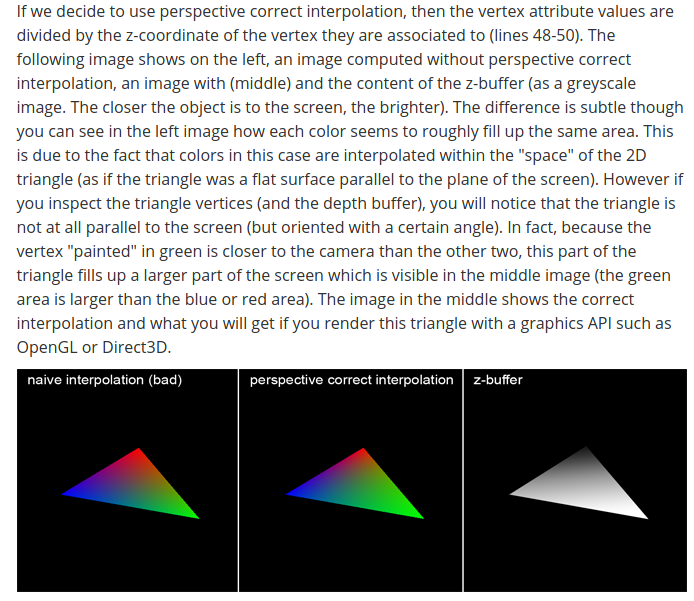 If we decide to use perspective correct interpolation, then the vertex attribute values are
divided by the z-coordinate of the vertex they are associated to (lines 48-50). The
following image shows on the left, an image computed without perspective correct
interpolation, an image with (middle) and the content of the z-buffer (as a greyscale
image. The closer the object is to the screen, the brighter). The difference is subtle though
you can see in the left image how each color seems to roughly fill up the same area. This
is due to the fact that colors in this case are interpolated within the "space" of the 2D
triangle (as if the triangle was a flat surface parallel to the plane of the screen). However if
you inspect the triangle vertices (and the depth buffer), you will notice that the triangle is
not at all parallel to the screen (but oriented with a certain angle). In fact, because the
vertex "painted" in green is closer to the camera than the other two, this part of the
triangle fills up a larger part of the screen which is visible in the middle image (the green
area is larger than the blue or red area). The image in the middle shows the correct
interpolation and what you will get if you render this triangle with a graphics API such as
OpenGL or Direct3D.
naive interpolation (bad)
perspective correct interpolation
z-buffer